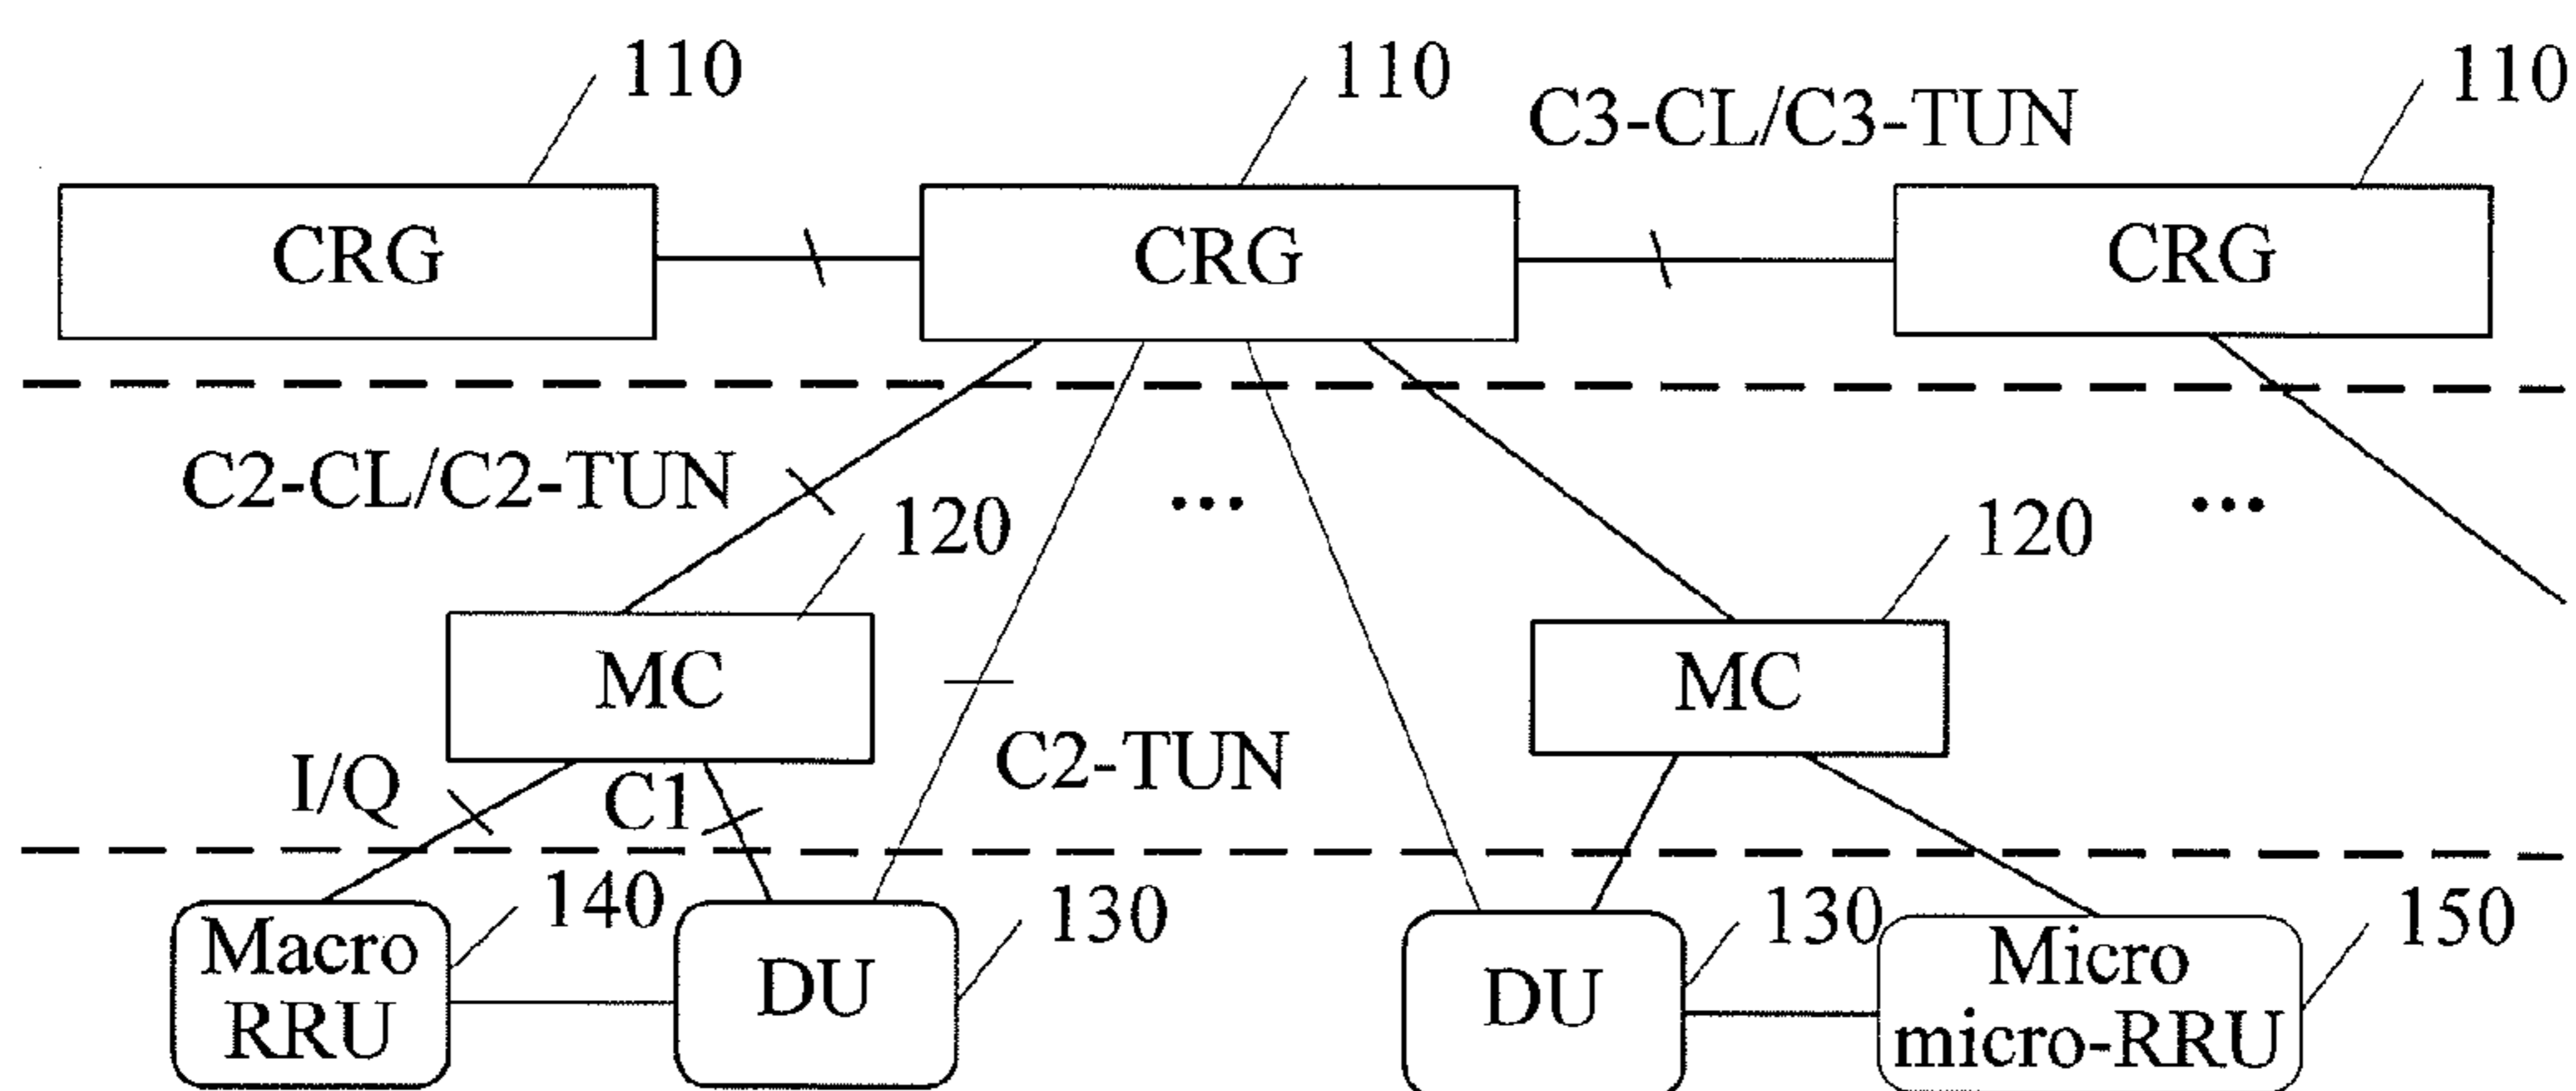 110
110
C3-CL/C3-TUN
110
CRG
CRG
CRG
C2-CL/C2-TUN
120
...
120
...
MC
MC
I/Q
C1
C2-TUN
140
130
130
150
Macro
RRU
DU
DU
Micro
micro-RRU